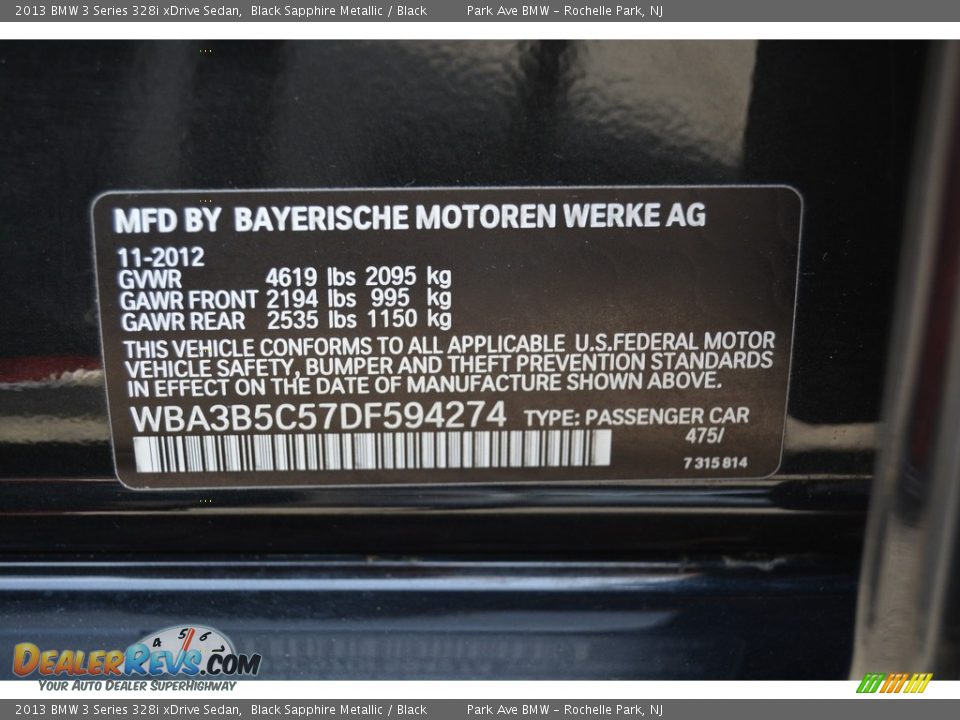 2013 BMW 3 Series 328i xDrive Sedan, Black Sapphire Metallic / Black Park Ave BMW - Rochelle Park, NJ
MFD BY BAYERISCHE MOTOREN WERKE AG
11-2012
GVWR 4619 lbs 2095 kg
GAWR FRONT 2194 lbs 995 kg
GAWR REAR 2535 lbs 1150 kg
THIS VEHICLE CONFORMS TO ALL APPLICABLE U.S.FEDERAL MOTOR
VEHICLE SAFETY, BUMPER AND THEFT PREVENTION STANDARDS
IN EFFECT ON THE DATE OF MANUFACTURE SHOWN ABOVE.
WBA3B5C57DF594274 TYPE: PASSENGER CAR
475/
7 315 814
4 5 6
DEALERREVS.COM
YOUR AUTO DEALER SUPERHIGHWAY
2013 BMW 3 Series 328i xDrive Sedan, Black Sapphire Metallic / Black Park Ave BMW - Rochelle Park, NJ